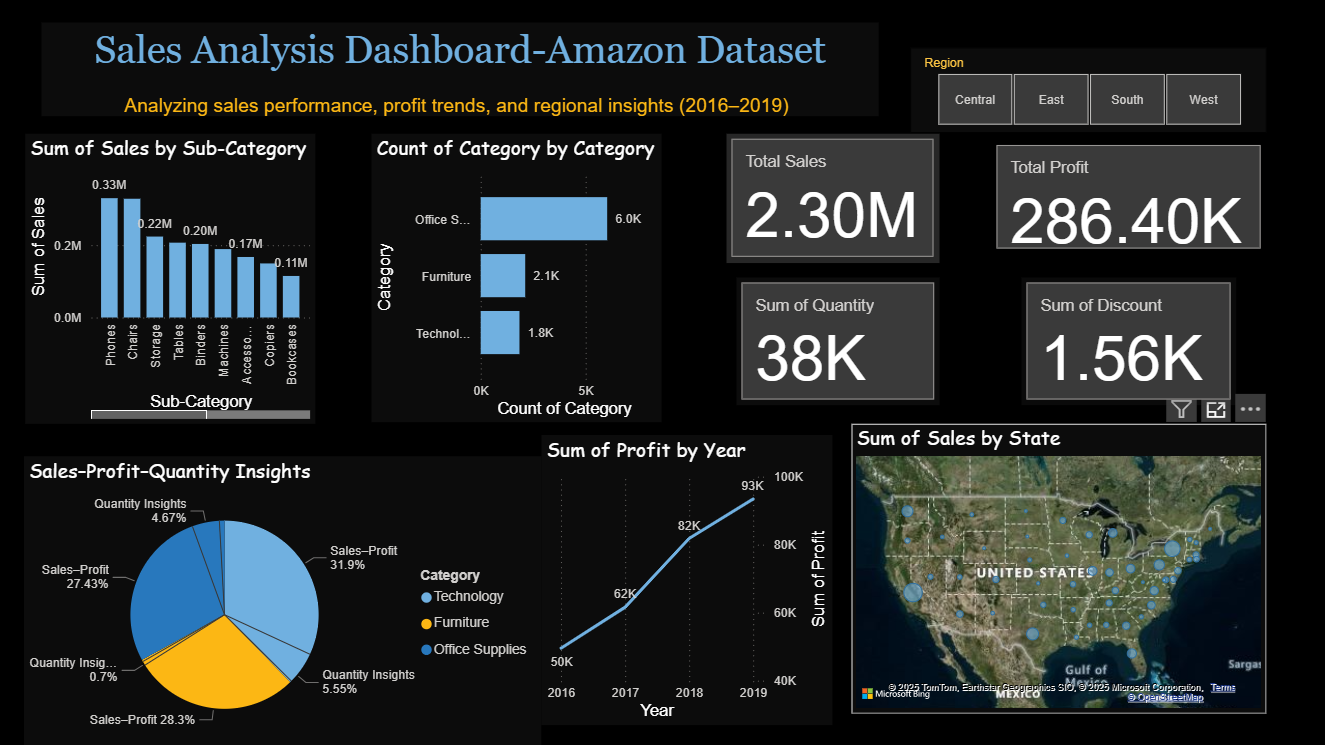 Sales Analysis Dashboard-Amazon Dataset
Analyzing sales performance, profit trends, and regional insights (2016–2019)
Region
Central
East
South
West
Sum of Sales by Sub-Category
Sum of Sales
0.33M
0.22M
0.20M
0.17M
0.11M
0.2M
0.0M
Phones
Chairs
Storage
Tables
Binders
Machines
Accesso...
Copiers
Bookcases
Sub-Category
Count of Category by Category
Category
Office S...
6.0K
Furniture
2.1K
Technol...
1.8K
0K
5K
Count of Category
Total Sales
2.30M
Total Profit
286.40K
Sum of Quantity
38K
Sum of Discount
1.56K
Sales–Profit–Quantity Insights
Quantity Insights
4.67%
Sales–Profit
31.9%
Sales–Profit
27.43%
Quantity Insig...
0.7%
Quantity Insights
5.55%
Sales–Profit 28.3%
Category
Technology
Furniture
Office Supplies
Sum of Profit by Year
100K
93K
82K
80K
62K
60K
50K
40K
Sum of Profit
2016
2017
2018
2019
Year
Sum of Sales by State
UNITED STATES
Gulf of
Mexico
MEXICO
Sargas
Microsoft Bing
© 2025 TomTom, Earthstar Geographics SIO, © 2025 Microsoft Corporation, Terms
© OpenStreetMap